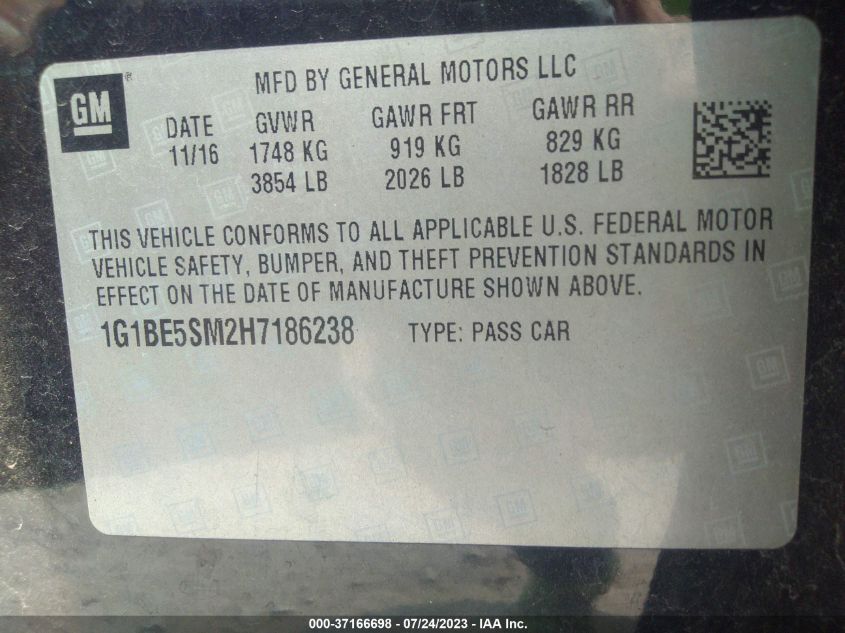 GM ®
MFD BY GENERAL MOTORS LLC
DATE GVWR GAWR FRT GAWR RR
11/16 1748 KG 919 KG 829 KG
3854 LB 2026 LB 1828 LB
THIS VEHICLE CONFORMS TO ALL APPLICABLE U.S. FEDERAL MOTOR
VEHICLE SAFETY, BUMPER, AND THEFT PREVENTION STANDARDS IN
EFFECT ON THE DATE OF MANUFACTURE SHOWN ABOVE.
1G1BE5SM2H7186238 TYPE: PASS CAR
000-37166698 - 07/24/2023 - IAA Inc.